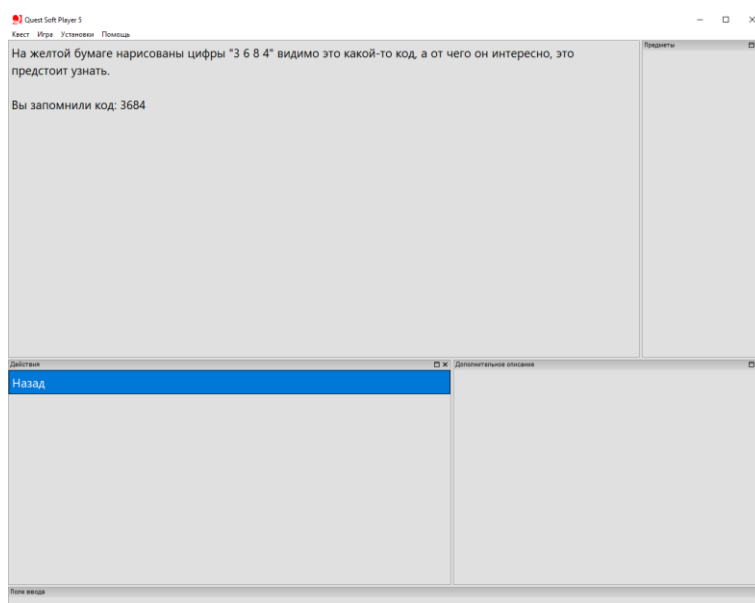 Quest Soft Player 5
Квест Игра Установки Помощь
На желтой бумаге нарисованы цифры "3 6 8 4" видимо это какой-то код, а от чего он интересно, это
предстоит узнать.
Вы запомнили код: 3684
Предметы
Действия
Назад
Дополнительное описание
Поле ввода